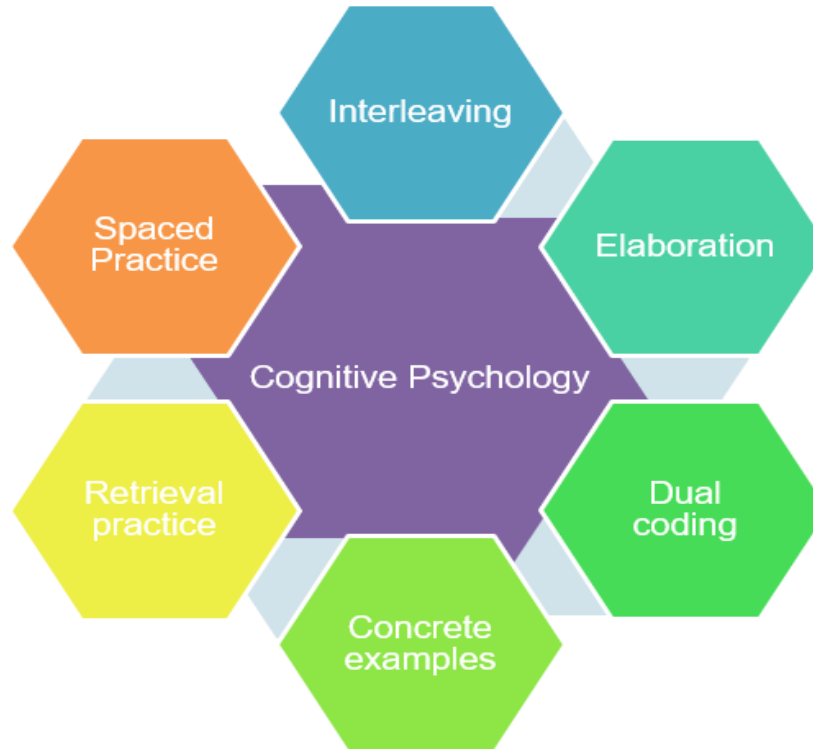 Interleaving
Spaced
Practice
Elaboration
Cognitive Psychology
Retrieval
practice
Dual
coding
Concrete
examples